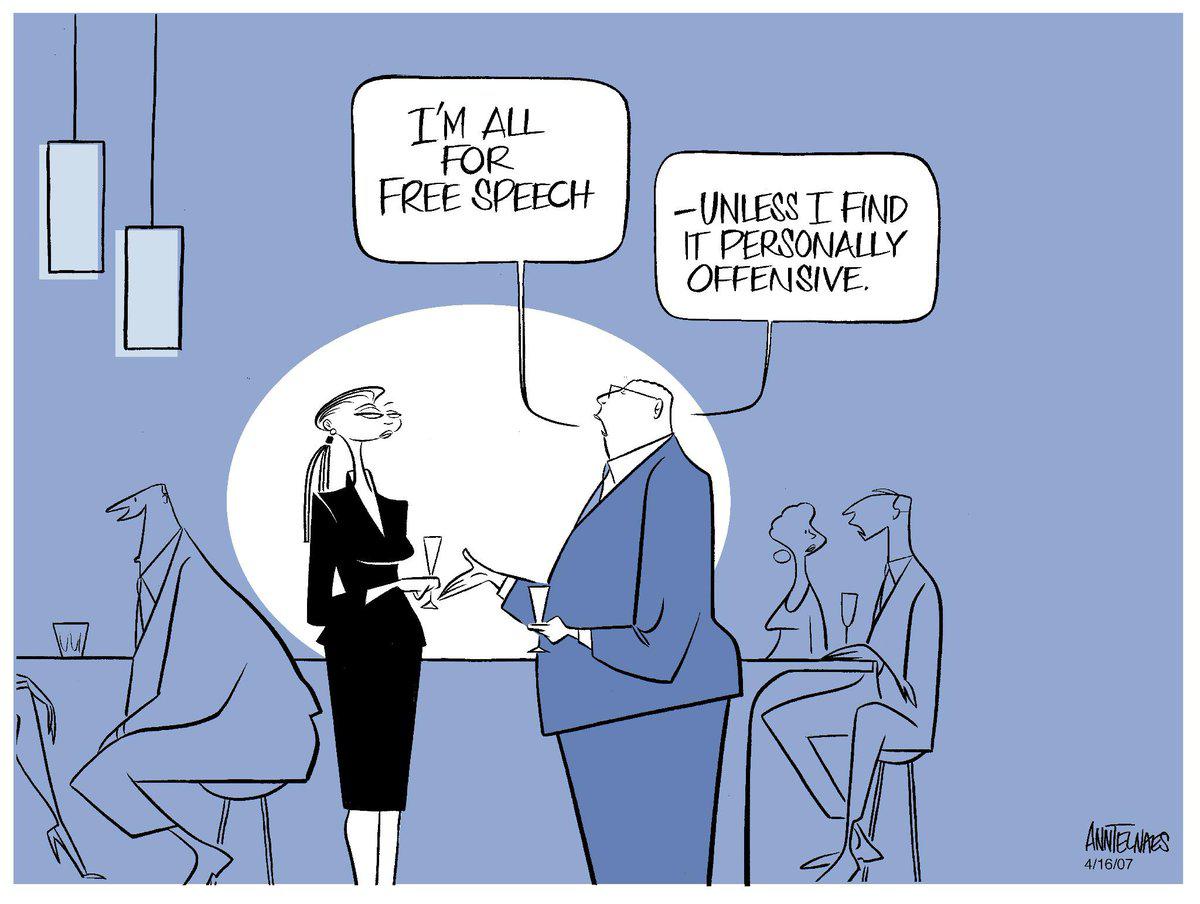 I'M ALL
FOR
FREE SPEECH
–UNLESS I FIND
IT PERSONALLY
OFFENSIVE.
ANNTELNAES
4/16/07